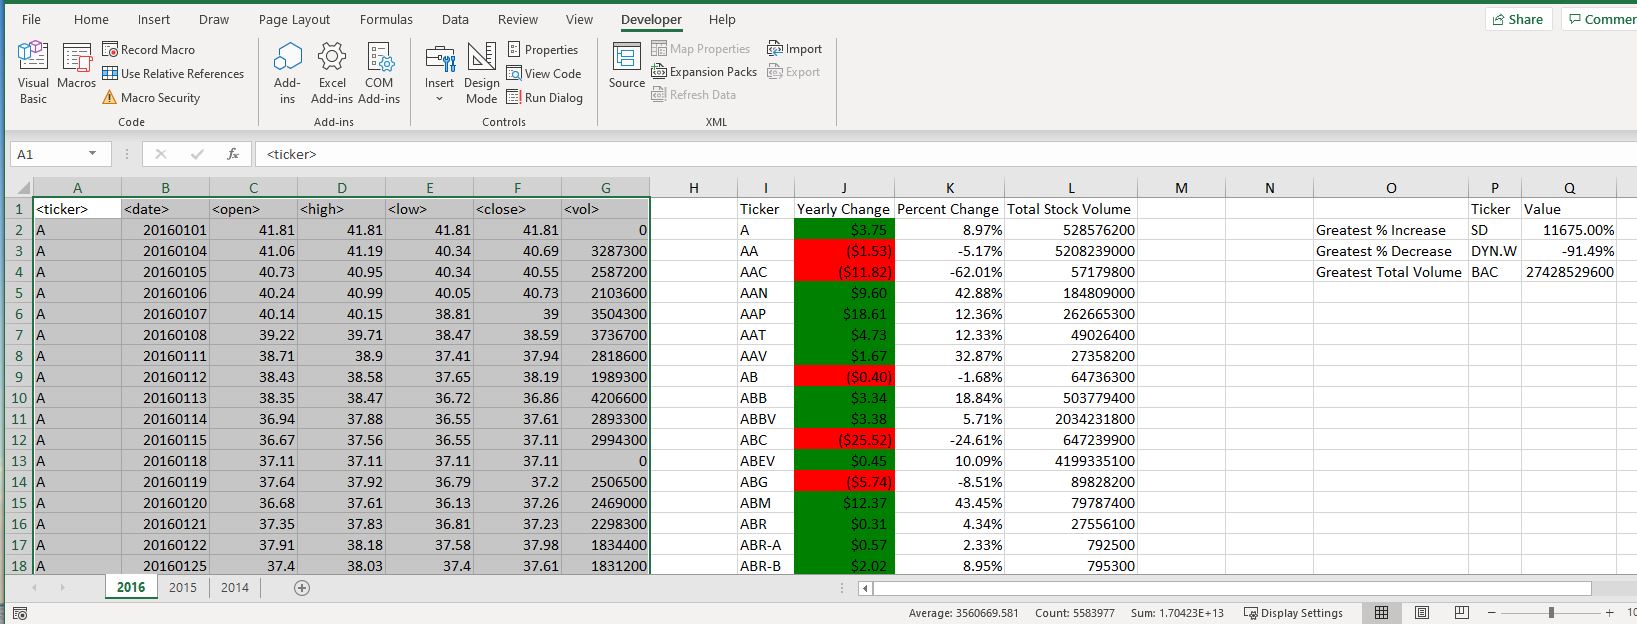 File Home Insert Draw Page Layout Formulas Data Review View Developer Help Share
Visual Basic
Macros
Record Macro
Use Relative References
Macro Security
Code
Add-ins
Excel Add-ins
COM Add-ins
Add-ins
Insert
Design Mode
Properties
View Code
Run Dialog
Controls
Source
Map Properties
Expansion Packs
Refresh Data
Import
Export
XML
A1 fx <ticker>
A B C D E F G H I J K L M N O P Q
1 <ticker> <date> <open> <high> <low> <close> <vol> Ticker Yearly Change Percent Change Total Stock Volume Ticker Value
2 A 20160101 41.81 41.81 41.81 41.81 0 A $3.75 8.97% 528576200 Greatest % Increase SD 11675.00%
3 A 20160104 41.06 41.19 40.34 40.69 3287300 AA ($1.53) -5.17% 5208239000 Greatest % Decrease DYN.W -91.49%
4 A 20160105 40.73 40.95 40.34 40.55 2587200 AAC ($11.82) -62.01% 57179800 Greatest Total Volume BAC 27428529600
5 A 20160106 40.24 40.99 40.05 40.73 2103600 AAN $9.60 42.88% 184809000
6 A 20160107 40.14 40.15 38.81 39 3504300 AAP $18.61 12.36% 262665300
7 A 20160108 39.22 39.71 38.47 38.59 3736700 AAT $4.73 12.33% 49026400
8 A 20160111 38.71 38.9 37.41 37.94 2818600 AAV $1.67 32.87% 27358200
9 A 20160112 38.43 38.58 37.65 38.19 1989300 AB ($0.40) -1.68% 64736300
10 A 20160113 38.35 38.47 36.72 36.86 4206600 ABB $3.34 18.84% 503779400
11 A 20160114 36.94 37.88 36.55 37.61 2893300 ABBV $3.38 5.71% 2034231800
12 A 20160115 36.67 37.56 36.55 37.11 2994300 ABC ($25.52) -24.61% 647239900
13 A 20160118 37.11 37.11 37.11 37.11 0 ABEV $0.45 10.09% 4199335100
14 A 20160119 37.64 37.92 36.79 37.2 2506500 ABG ($5.74) -8.51% 89828200
15 A 20160120 36.68 37.61 36.13 37.26 2469000 ABM $12.37 43.45% 79787400
16 A 20160121 37.35 37.83 36.81 37.23 2298300 ABR $0.31 4.34% 27556100
17 A 20160122 37.91 38.18 37.58 37.98 1834400 ABR-A $0.57 2.33% 792500
18 A 20160125 37.4 38.03 37.4 37.61 1831200 ABR-B $2.02 8.95% 795300
2016 2015 2014
Average: 3560669.581 Count: 5583977 Sum: 1.70423E+13 Display Settings